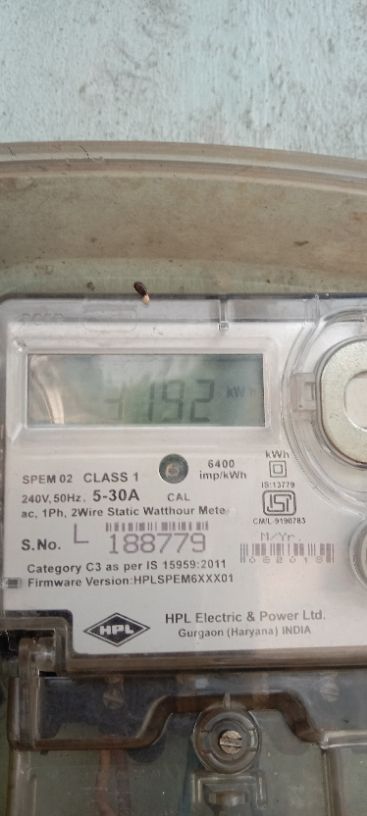 192 kWh
SPEM 02 CLASS 1
6400
imp/kWh
kWh
240V, 50Hz. 5-30A CAL
IS:13779
ac, 1Ph, 2Wire Static Watthour Mete
CM/L-9190783
S.No. L 188779
M/Yr.
Category C3 as per IS 15959:2011
Firmware Version:HPLSPEM6XXX01
HPL
HPL Electric & Power Ltd.
Gurgaon (Haryana) INDIA